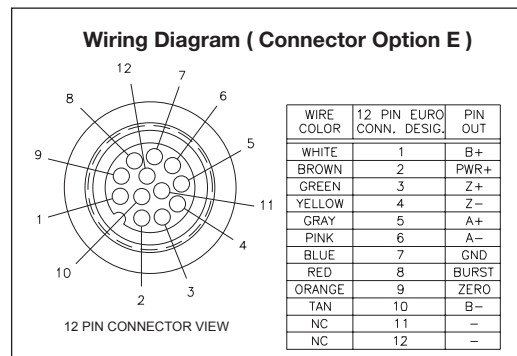 Wiring Diagram ( Connector Option E )
12
7
8
6
9
5
1
11
10
4
2
3
12 PIN CONNECTOR VIEW
WIRE COLOR 12 PIN EURO CONN. DESIG. PIN OUT
WHITE 1 B+
BROWN 2 PWR+
GREEN 3 Z+
YELLOW 4 Z–
GRAY 5 A+
PINK 6 A–
BLUE 7 GND
RED 8 BURST
ORANGE 9 ZERO
TAN 10 B–
NC 11 –
NC 12 –